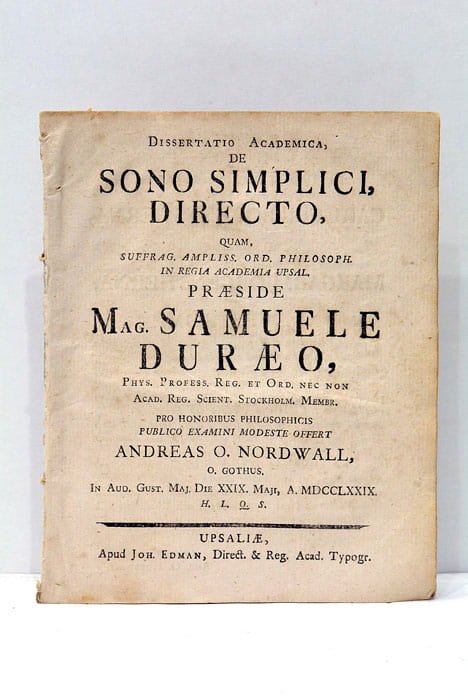 DISSERTATIO ACADEMICA,
DE
SONO SIMPLICI,
DIRECTO,
QUAM,
SUFFRAG. AMPLISS. ORD. PHILOSOPH.
IN REGIA ACADEMIA UPSAL.
PRÆSIDE
MAG. SAMUELE
DURÆO,
PHYS. PROFESS. REG. ET ORD. NEC NON
ACAD. REG. SCIENT. STOCKHOLM. MEMBR.
PRO HONORIBUS PHILOSOPHICIS
PUBLICO EXAMINI MODESTE OFFERT
ANDREAS O. NORDWALL,
O. GOTHUS.
IN AUD. GUST. MAJ. DIE XXIX. MAJI, A. MDCCLXXIX.
H. L. Q. S.
UPSALIÆ,
Apud JOH. EDMAN, Direct. & Reg. Acad. Typogr.